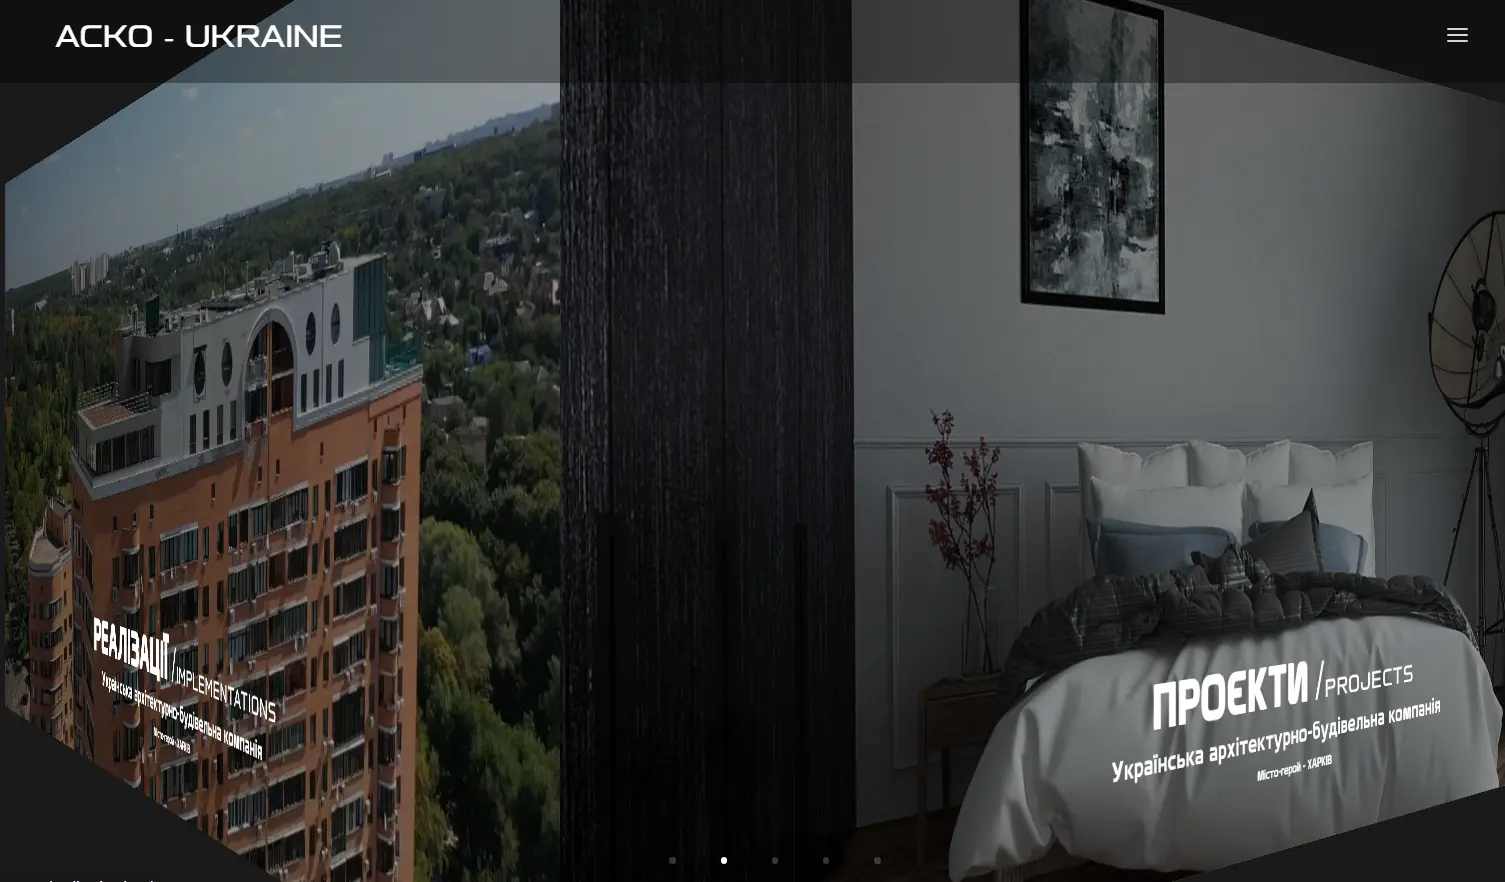 ACKO - UKRAINE
РЕАЛІЗАЦІЇ /IMPLEMENTATIONS
Українська архітектурно-будівельна компанія
Місто-герой - ХАРКІВ
ПРОЄКТИ /PROJECTS
Українська архітектурно-будівельна компанія
Місто-герой - ХАРКІВ